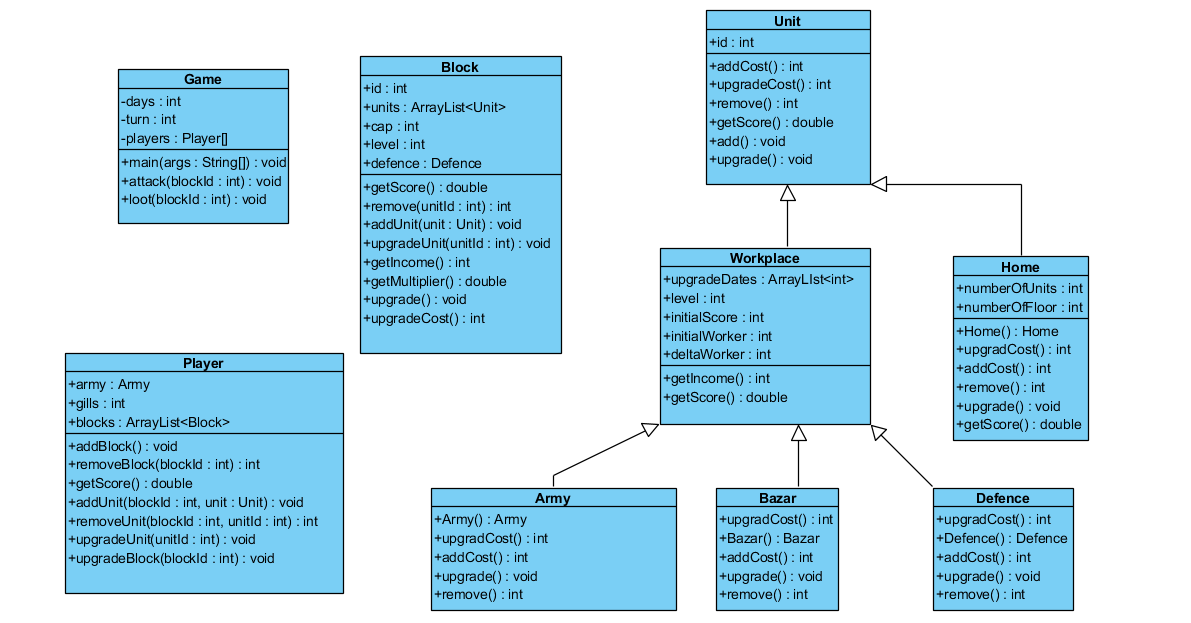 Game
-days : int
-turn : int
-players : Player[]
+main(args : String[]) : void
+attack(blockId : int) : void
+loot(blockId : int) : void
Block
+id : int
+units : ArrayList<Unit>
+cap : int
+level : int
+defence : Defence
+getScore() : double
+remove(unitId : int) : int
+addUnit(unit : Unit) : void
+upgradeUnit(unitId : int) : void
+getIncome() : int
+getMultiplier() : double
+upgrade() : void
+upgradeCost() : int
Unit
+id : int
+addCost() : int
+upgradeCost() : int
+remove() : int
+getScore() : double
+add() : void
+upgrade() : void
Workplace
+upgradeDates : ArrayLIst<int>
+level : int
+initialScore : int
+initialWorker : int
+deltaWorker : int
+getIncome() : int
+getScore() : double
Home
+numberOfUnits : int
+numberOfFloor : int
+Home() : Home
+upgradCost() : int
+addCost() : int
+remove() : int
+upgrade() : void
+getScore() : double
Player
+army : Army
+gills : int
+blocks : ArrayList<Block>
+addBlock() : void
+removeBlock(blockId : int) : int
+getScore() : double
+addUnit(blockId : int, unit : Unit) : void
+removeUnit(blockId : int, unitId : int) : int
+upgradeUnit(unitId : int) : void
+upgradeBlock(blockId : int) : void
Army
+Army() : Army
+upgradCost() : int
+addCost() : int
+upgrade() : void
+remove() : int
Bazar
+upgradCost() : int
+Bazar() : Bazar
+addCost() : int
+upgrade() : void
+remove() : int
Defence
+upgradCost() : int
+Defence() : Defence
+addCost() : int
+upgrade() : void
+remove() : int